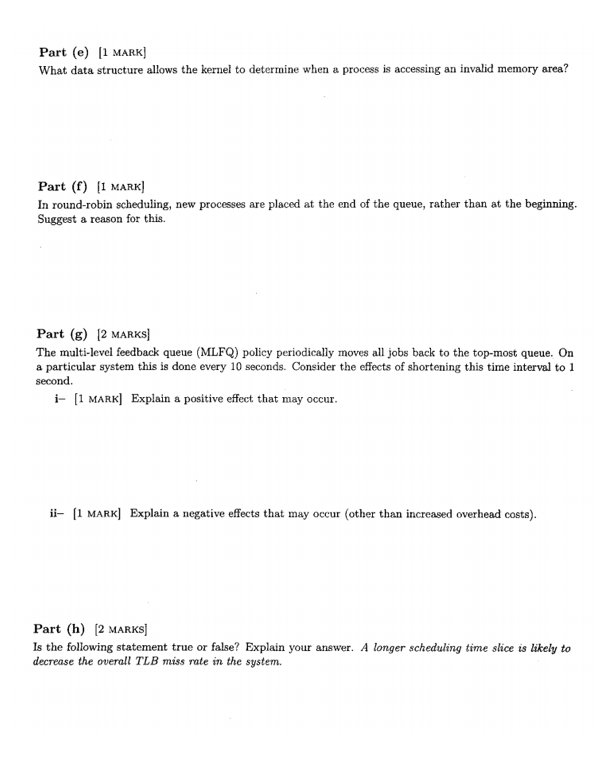 Part (e) [1 MARK]
What data structure allows the kernel to determine when a process is accessing an invalid memory area?
Part (f) [1 MARK]
In round-robin scheduling, new processes are placed at the end of the queue, rather than at the beginning.
Suggest a reason for this.
Part (g) [2 MARKS]
The multi-level feedback queue (MLFQ) policy periodically moves all jobs back to the top-most queue. On
a particular system this is done every 10 seconds. Consider the effects of shortening this time interval to 1
second.
i– [1 MARK] Explain a positive effect that may occur.
ii– [1 MARK] Explain a negative effects that may occur (other than increased overhead costs).
Part (h) [2 MARKS]
Is the following statement true or false? Explain your answer. A longer scheduling time slice is likely to
decrease the overall TLB miss rate in the system.